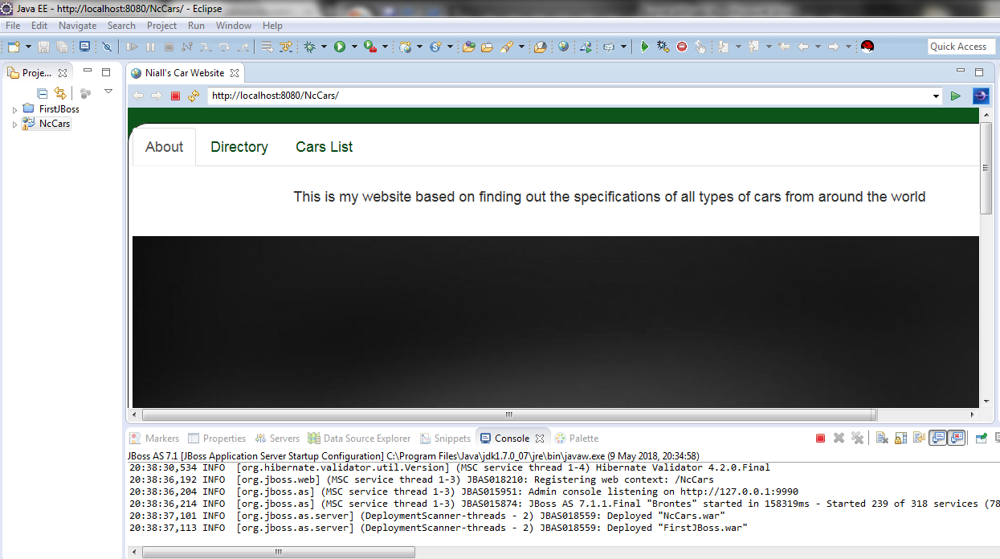 Java EE - http://localhost:8080/NcCars/ - Eclipse
File Edit Navigate Search Project Run Window Help
Quick Access
Proje...
Niall's Car Website
http://localhost:8080/NcCars/
FirstJBoss
NcCars
About Directory Cars List
This is my website based on finding out the specifications of all types of cars from around the world
Markers Properties Servers Data Source Explorer Snippets Console Palette
JBoss AS 7.1 [JBoss Application Server Startup Configuration] C:\Program Files\Java\jdk1.7.0_07\jre\bin\javaw.exe (9 May 2018, 20:34:58)
20:38:30,534 INFO [org.hibernate.validator.util.Version] (MSC service thread 1-4) Hibernate Validator 4.2.0.Final
20:38:36,192 INFO [org.jboss.web] (MSC service thread 1-3) JBAS018210: Registering web context: /NcCars
20:38:36,204 INFO [org.jboss.as] (MSC service thread 1-3) JBAS015951: Admin console listening on http://127.0.0.1:9990
20:38:36,214 INFO [org.jboss.as] (MSC service thread 1-3) JBAS015874: JBoss AS 7.1.1.Final "Brontes" started in 158319ms - Started 239 of 318 services (78
20:38:37,101 INFO [org.jboss.as.server] (DeploymentScanner-threads - 2) JBAS018559: Deployed "NcCars.war"
20:38:37,113 INFO [org.jboss.as.server] (DeploymentScanner-threads - 2) JBAS018559: Deployed "FirstJBoss.war"